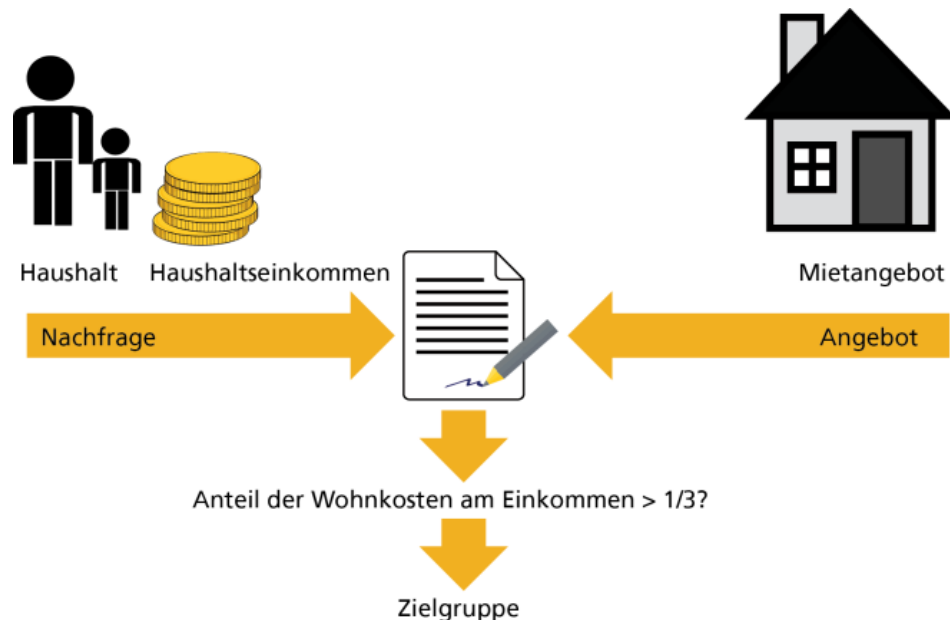 Haushalt
Haushaltseinkommen
Mietangebot
Nachfrage
Angebot
Anteil der Wohnkosten am Einkommen > 1/3?
Zielgruppe